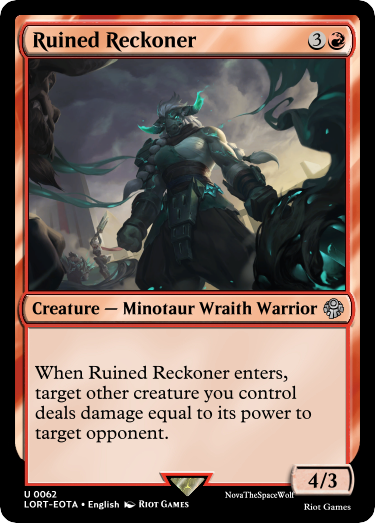 Ruined Reckoner 3
Creature — Minotaur Wraith Warrior
When Ruined Reckoner enters,
target other creature you control
deals damage equal to its power to
target opponent.
4/3
U 0062
LORT-EOTA • English Riot Games
NovaTheSpaceWolf
Riot Games